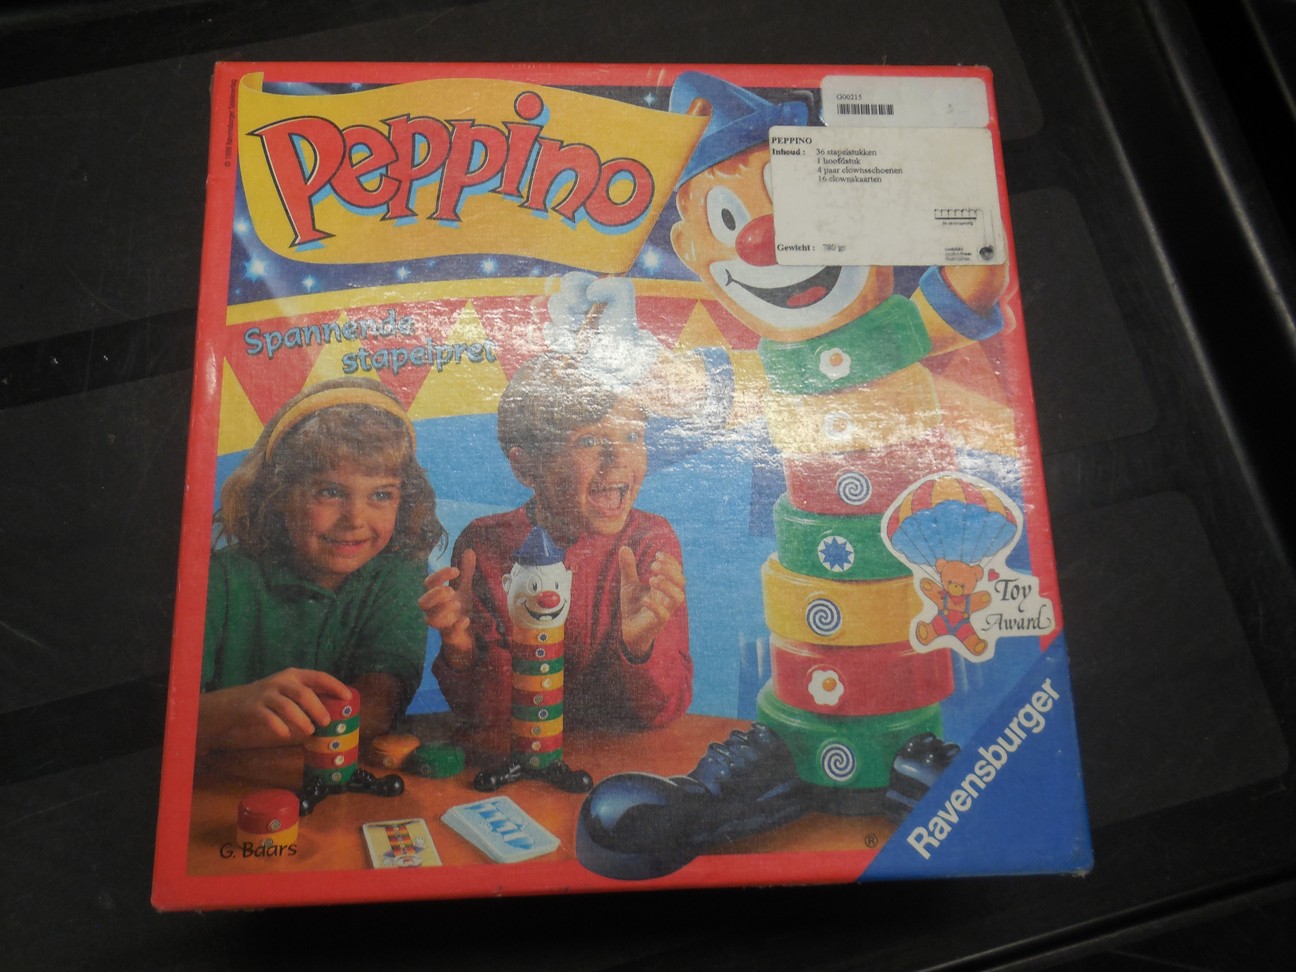 Peppino
G00215
PEPPINO
Inhoud : 36 stapelstukken
1 hoofdstuk
4 paar clownsschoenen
16 clownskaarten
Gewicht : 780 gr
Spannende
stapelpret
Toy
Award
Ravensburger
®
G. Baars